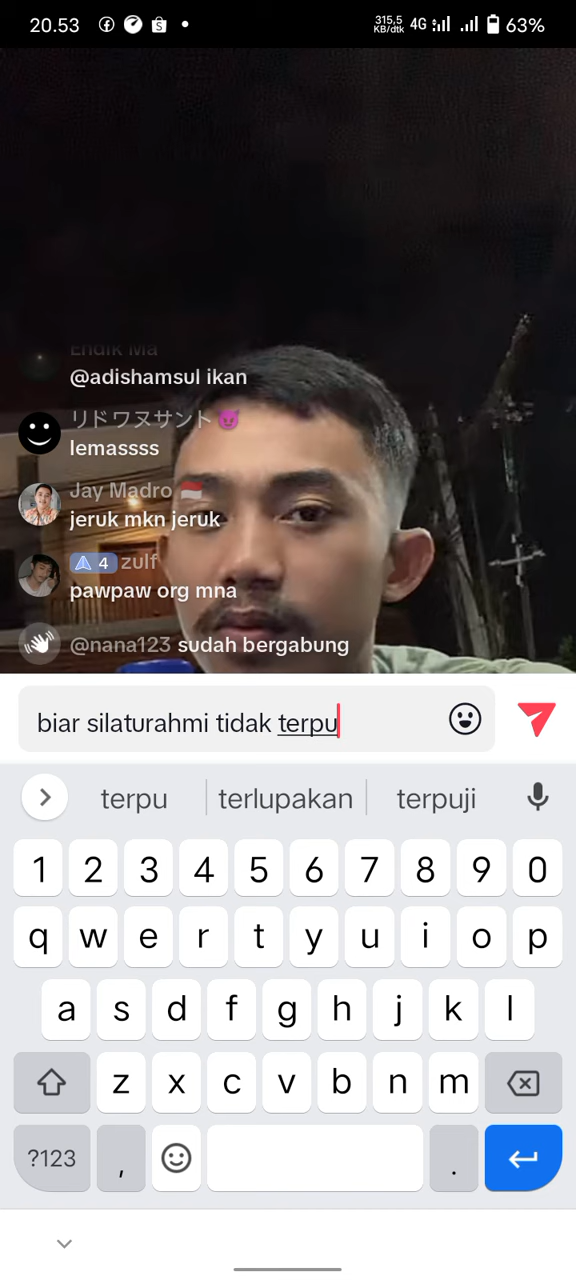 20.53
315,5 KB/dtk 4G 63%
Endik Ma
@adishamsul ikan
リドワヌサント😈
lemassss
Jay Madro 🇮🇩
jeruk mkn jeruk
4 zulf
pawpaw org mna
@nana123 sudah bergabung
biar silaturahmi tidak terpu
terpu terlupakan terpuji
1 2 3 4 5 6 7 8 9 0
q w e r t y u i o p
a s d f g h j k l
z x c v b n m
?123 , .